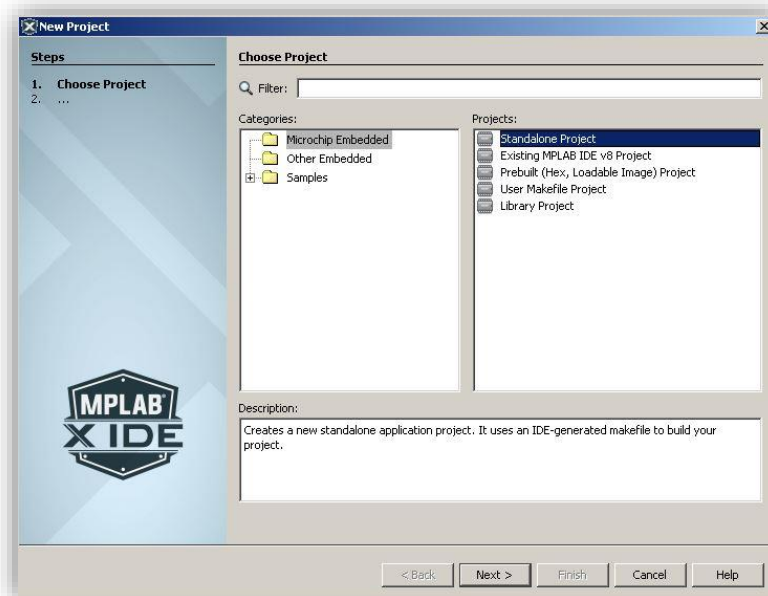 New Project
Steps
1. Choose Project
2. ...
Choose Project
Filter:
Categories:
Microchip Embedded
Other Embedded
Samples
Projects:
Standalone Project
Existing MPLAB IDE v8 Project
Prebuilt (Hex, Loadable Image) Project
User Makefile Project
Library Project
MPLAB
X IDE
Description:
Creates a new standalone application project. It uses an IDE-generated makefile to build your
project.
< Back
Next >
Finish
Cancel
Help